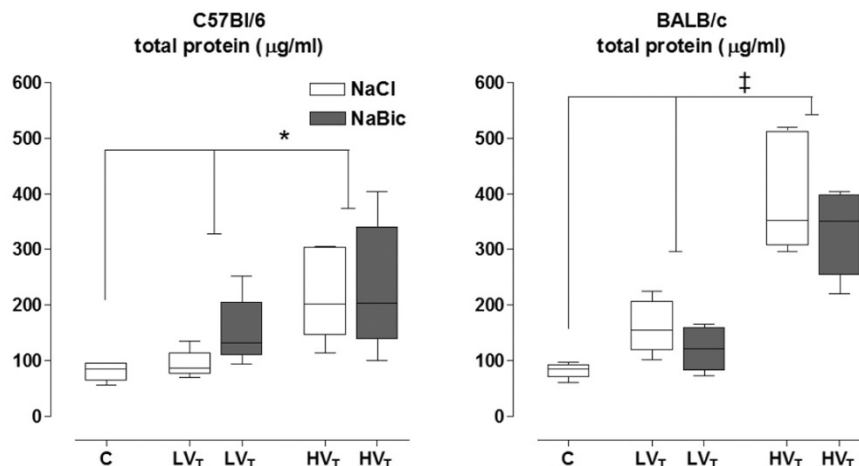 C57Bl/6
total protein (μg/ml)
600
500
400
300
200
100
0
NaCl
NaBic
*
C
LVT
LVT
HVT
HVT
BALB/c
total protein (μg/ml)
600
500
400
300
200
100
0
‡
C
LVT
LVT
HVT
HVT